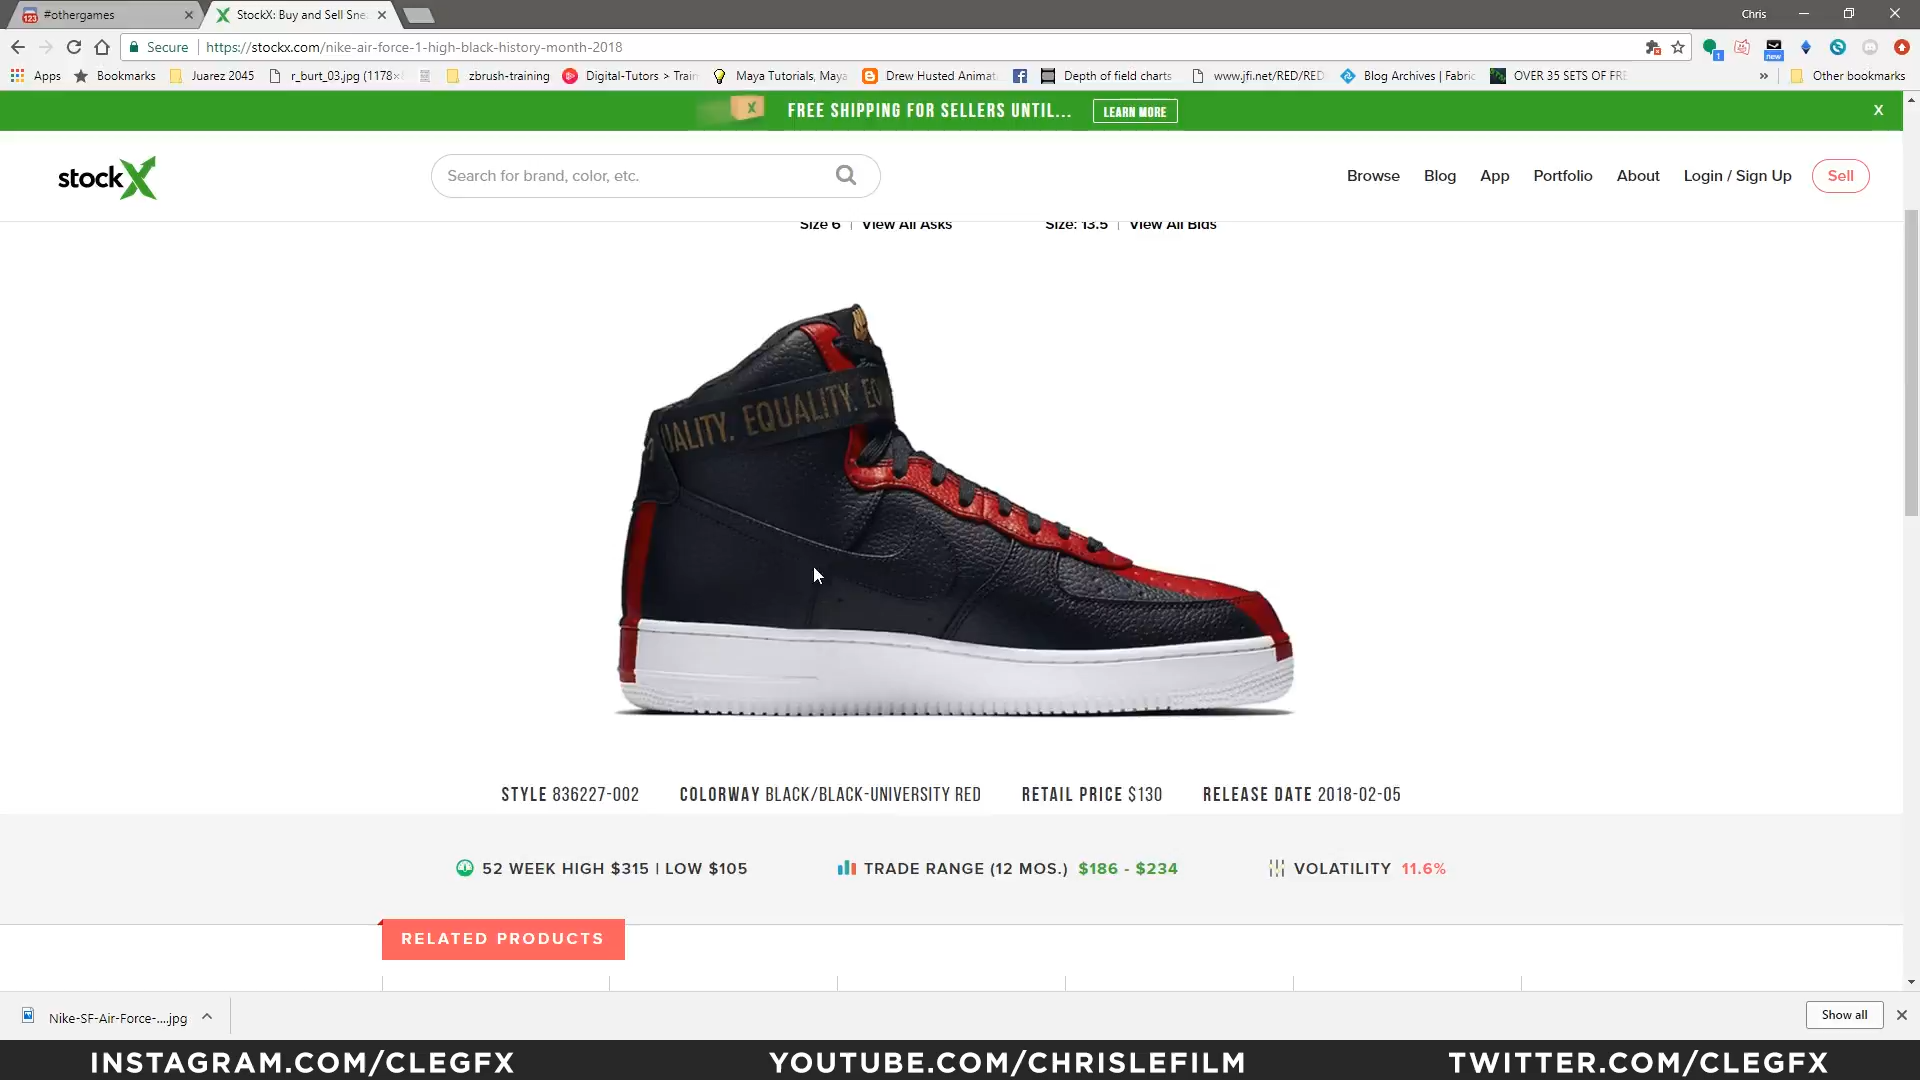 #othergames
StockX: Buy and Sell Sne
Chris
Secure https://stockx.com/nike-air-force-1-high-black-history-month-2018
Apps Bookmarks Juarez 2045 r_burt_03.jpg (1178× zbrush-training Digital-Tutors > Train Maya Tutorials, Maya Drew Husted Animat Depth of field charts www.jfi.net/RED/RED Blog Archives | Fabric OVER 35 SETS OF FRE » Other bookmarks
FREE SHIPPING FOR SELLERS UNTIL... LEARN MORE X
stockX Search for brand, color, etc. Browse Blog App Portfolio About Login / Sign Up Sell
Size 6 | View All Asks Size: 13.5 | View All Bids
UALITY. EQUALITY. EQ
STYLE 836227-002 COLORWAY BLACK/BLACK-UNIVERSITY RED RETAIL PRICE $130 RELEASE DATE 2018-02-05
52 WEEK HIGH $315 | LOW $105 TRADE RANGE (12 MOS.) $186 - $234 VOLATILITY 11.6%
RELATED PRODUCTS
Nike-SF-Air-Force-....jpg Show all
INSTAGRAM.COM/CLEGFX YOUTUBE.COM/CHRISLEFILM TWITTER.COM/CLEGFX